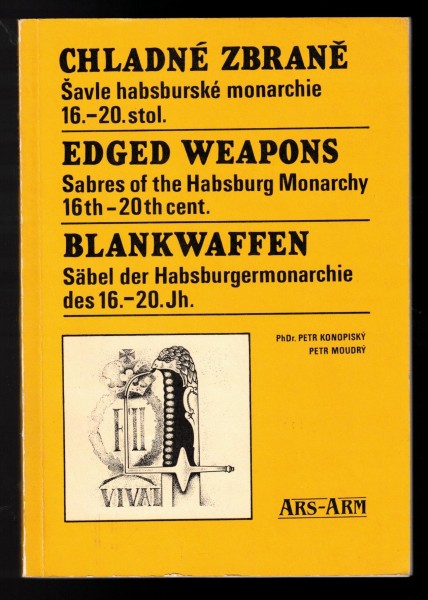 CHLADNÉ ZBRANĚ
Šavle habsburské monarchie
16.–20. stol.
EDGED WEAPONS
Sabres of the Habsburg Monarchy
16th–20th cent.
BLANKWAFFEN
Säbel der Habsburgermonarchie
des 16.–20. Jh.
PhDr. PETR KONOPISKÝ
PETR MOUDRÝ
VIVAT
ARS-ARM